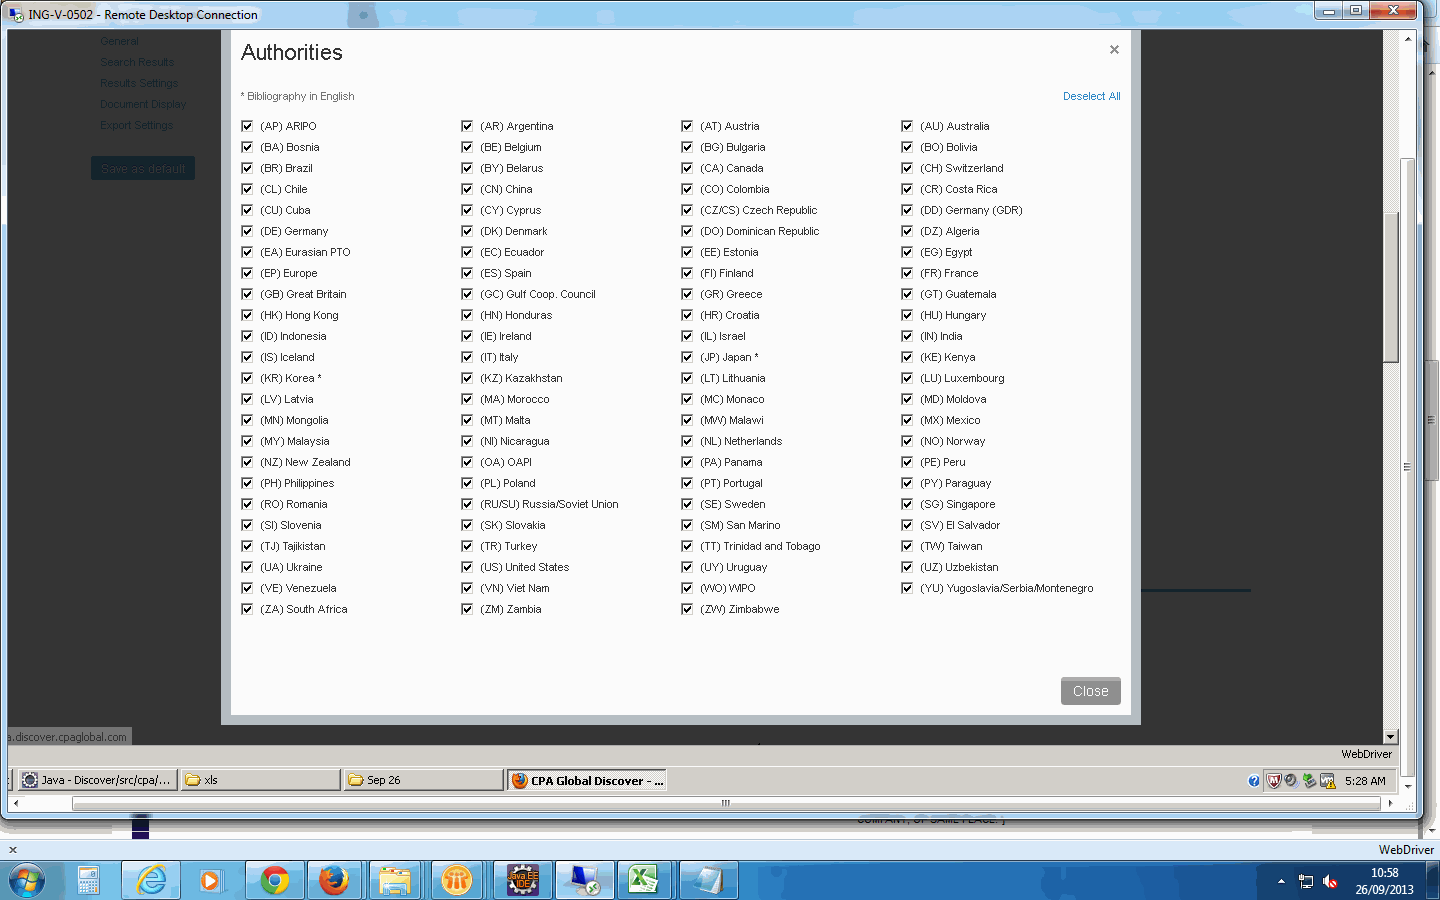 ING-V-0502 - Remote Desktop Connection
General
Search Results
Results Settings
Document Display
Export Settings
Save as default
Authorities
×
* Bibliography in English
Deselect All
(AP) ARIPO (AR) Argentina (AT) Austria (AU) Australia
(BA) Bosnia (BE) Belgium (BG) Bulgaria (BO) Bolivia
(BR) Brazil (BY) Belarus (CA) Canada (CH) Switzerland
(CL) Chile (CN) China (CO) Colombia (CR) Costa Rica
(CU) Cuba (CY) Cyprus (CZ/CS) Czech Republic (DD) Germany (GDR)
(DE) Germany (DK) Denmark (DO) Dominican Republic (DZ) Algeria
(EA) Eurasian PTO (EC) Ecuador (EE) Estonia (EG) Egypt
(EP) Europe (ES) Spain (FI) Finland (FR) France
(GB) Great Britain (GC) Gulf Coop. Council (GR) Greece (GT) Guatemala
(HK) Hong Kong (HN) Honduras (HR) Croatia (HU) Hungary
(ID) Indonesia (IE) Ireland (IL) Israel (IN) India
(IS) Iceland (IT) Italy (JP) Japan * (KE) Kenya
(KR) Korea * (KZ) Kazakhstan (LT) Lithuania (LU) Luxembourg
(LV) Latvia (MA) Morocco (MC) Monaco (MD) Moldova
(MN) Mongolia (MT) Malta (MW) Malawi (MX) Mexico
(MY) Malaysia (NI) Nicaragua (NL) Netherlands (NO) Norway
(NZ) New Zealand (OA) OAPI (PA) Panama (PE) Peru
(PH) Philippines (PL) Poland (PT) Portugal (PY) Paraguay
(RO) Romania (RU/SU) Russia/Soviet Union (SE) Sweden (SG) Singapore
(SI) Slovenia (SK) Slovakia (SM) San Marino (SV) El Salvador
(TJ) Tajikistan (TR) Turkey (TT) Trinidad and Tobago (TW) Taiwan
(UA) Ukraine (US) United States (UY) Uruguay (UZ) Uzbekistan
(VE) Venezuela (VN) Viet Nam (WO) WIPO (YU) Yugoslavia/Serbia/Montenegro
(ZA) South Africa (ZM) Zambia (ZW) Zimbabwe
Close
a.discover.cpaglobal.com
WebDriver
Java - Discover/src/cpa/... xls Sep 26 CPA Global Discover - ... 5:28 AM
COMPANY, OF SAME PLACE. ]
× WebDriver
Java EE
IDE
10:58
26/09/2013